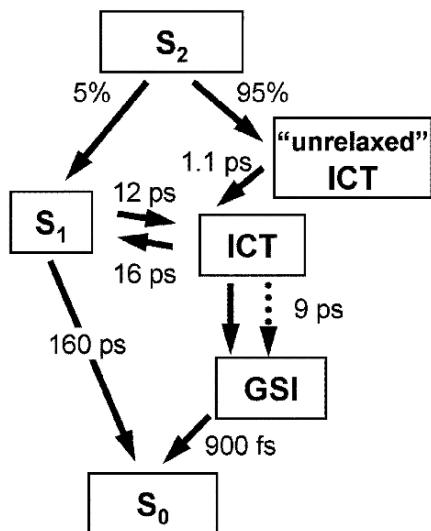 S₂
5%
95%
"unrelaxed"
ICT
1.1 ps
12 ps
S₁
ICT
16 ps
9 ps
160 ps
GSI
900 fs
S₀